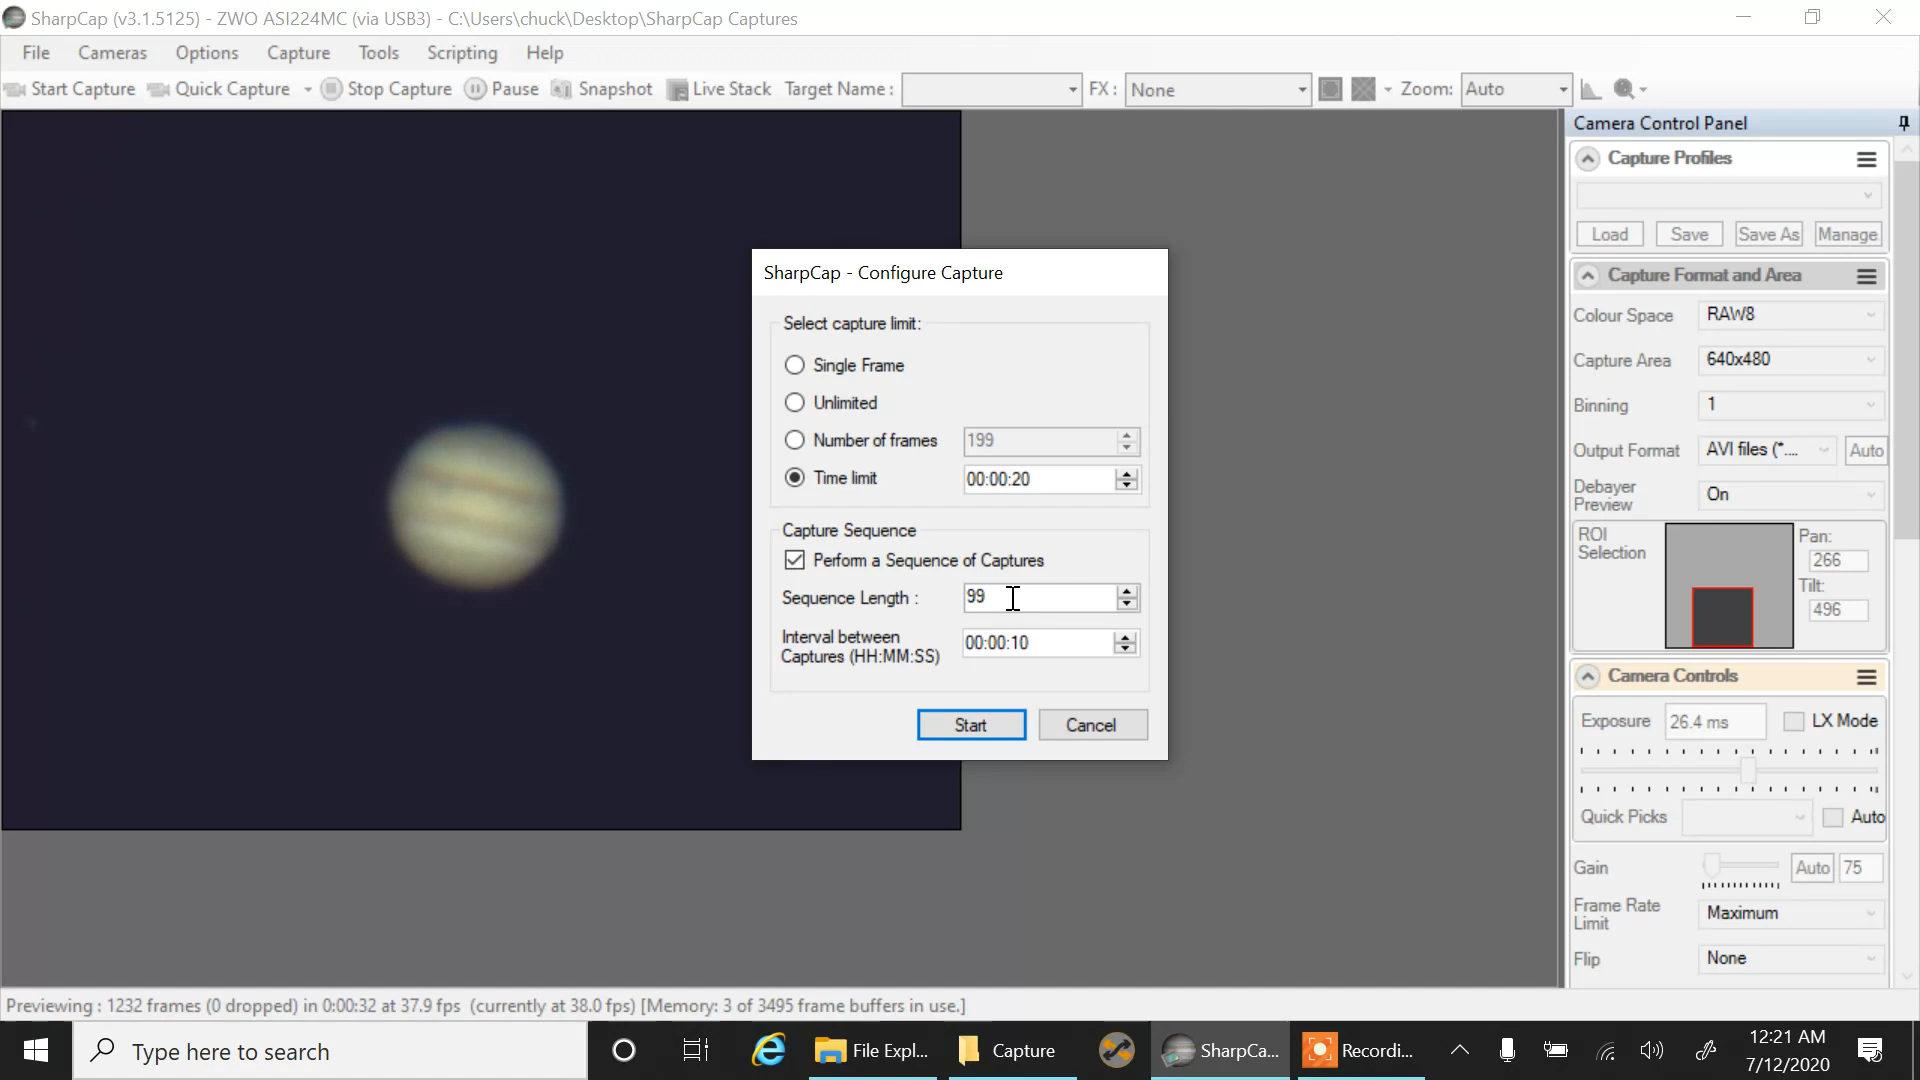 SharpCap (v3.1.5125) - ZWO ASI224MC (via USB3) - C:\Users\chuck\Desktop\SharpCap Captures
File Cameras Options Capture Tools Scripting Help
Start Capture Quick Capture Stop Capture Pause Snapshot Live Stack Target Name : FX : None Zoom: Auto
Camera Control Panel
Capture Profiles
Load Save Save As Manage
Capture Format and Area
Colour Space RAW8
Capture Area 640x480
Binning 1
Output Format AVI files (*.... Auto
Debayer Preview On
ROI Selection
Pan:
266
Tilt:
496
Camera Controls
Exposure 26.4 ms LX Mode
Quick Picks Auto
Gain Auto 75
Frame Rate Limit Maximum
Flip None
SharpCap - Configure Capture
Select capture limit:
Single Frame
Unlimited
Number of frames 199
Time limit 00:00:20
Capture Sequence
Perform a Sequence of Captures
Sequence Length : 99
Interval between
Captures (HH:MM:SS) 00:00:10
Start Cancel
Previewing : 1232 frames (0 dropped) in 0:00:32 at 37.9 fps (currently at 38.0 fps) [Memory: 3 of 3495 frame buffers in use.]
Type here to search
File Expl... Capture SharpCa... Recordi...
12:21 AM
7/12/2020